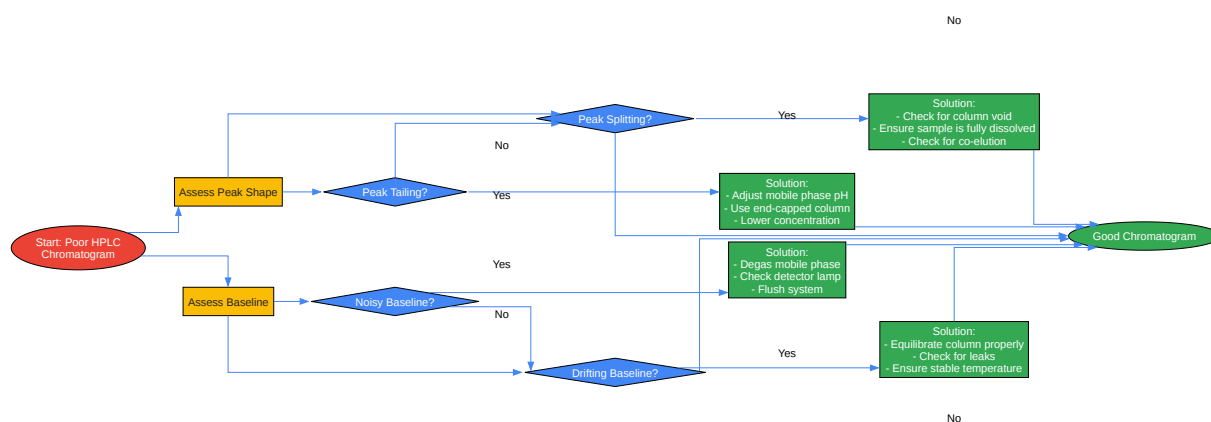 No
Solution:
- Check for column void
- Ensure sample is fully dissolved
- Check for co-elution
Peak Splitting?
Yes
No
Assess Peak Shape
Peak Tailing?
Yes
Solution:
- Adjust mobile phase pH
- Use end-capped column
- Lower concentration
Start: Poor HPLC
Chromatogram
Good Chromatogram
Yes
Solution:
- Degas mobile phase
- Check detector lamp
- Flush system
Assess Baseline
Noisy Baseline?
No
Solution:
- Equilibrate column properly
- Check for leaks
- Ensure stable temperature
Yes
Drifting Baseline?
No